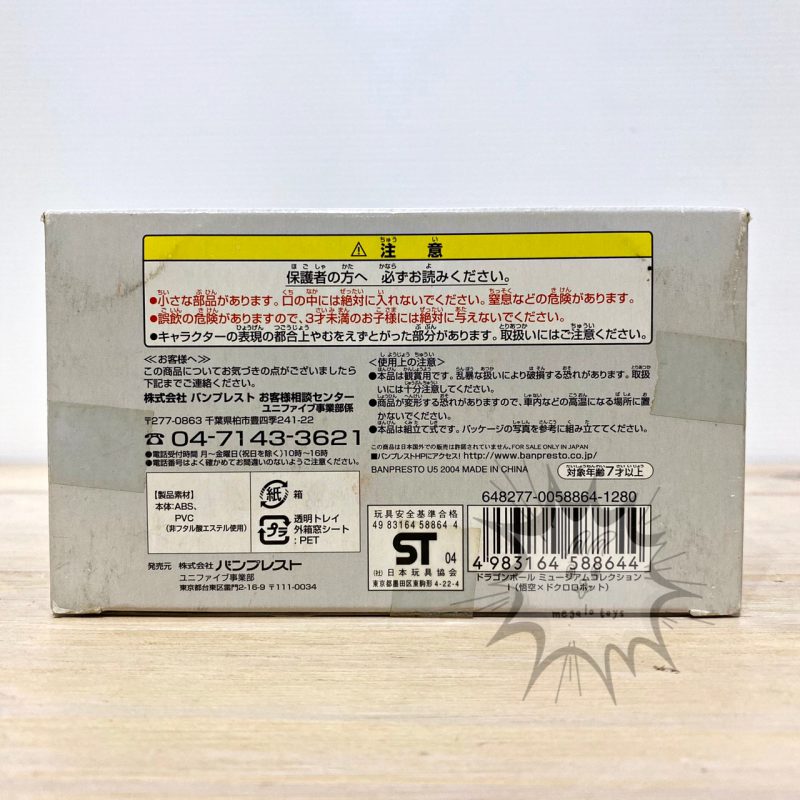 ⚠ 注意
保護者の方へ 必ずお読みください。
●小さな部品があります。口の中には絶対に入れないでください。窒息などの危険があります。
●誤飲の危険がありますので、3才未満のお子様には絶対に与えないでください。
●キャラクターの表現の都合上やむをえずとがった部分があります。取扱いにはご注意ください。
≪お客様へ≫
この商品についてお気づきの点がございましたら
下記までご連絡ください。
株式会社 バンプレスト お客様相談センター
ユニファイブ事業部係
〒277-0863 千葉県柏市豊四季241-22
☎ 04-7143-3621
●電話受付時間 月~金曜日(祝日を除く)10時~16時
●電話番号はよく確かめてお間違いのないようご注意ください。
<使用上の注意>
●本品は観賞用です。乱暴な扱いにより破損する恐れがあります。取扱
いには十分注意してください。
●商品が変形する恐れがありますので、車内などの高温になる場所に置
かないでください。
●本品は組立て式です。パッケージの写真を参考に組み立ててください。
■この商品は日本国外での販売は許諾されていません。FOR SALE ONLY IN JAPAN
■バンプレストHPにアクセス! http://www.banpresto.co.jp/
BANPRESTO U5 2004 MADE IN CHINA
対象年齢7才以上
648277-0058864-1280
【製品素材】
本体:ABS、
PVC
(非フタル酸エステル使用)
紙 箱
プラ
透明トレイ
外箱窓シート
:PET
発売元 株式会社 バンプレスト
ユニファイブ事業部
東京都台東区雷門2-16-9 〒111-0034
玩具安全基準合格
49 83164 58864 4
ST 04
(社)日本玩具協会
東京都墨田区東駒形4-22-4
4 983164 588644
ドラゴンボール ミュージアムコレクション
I (悟空×ドクロロボット)
megalo toys